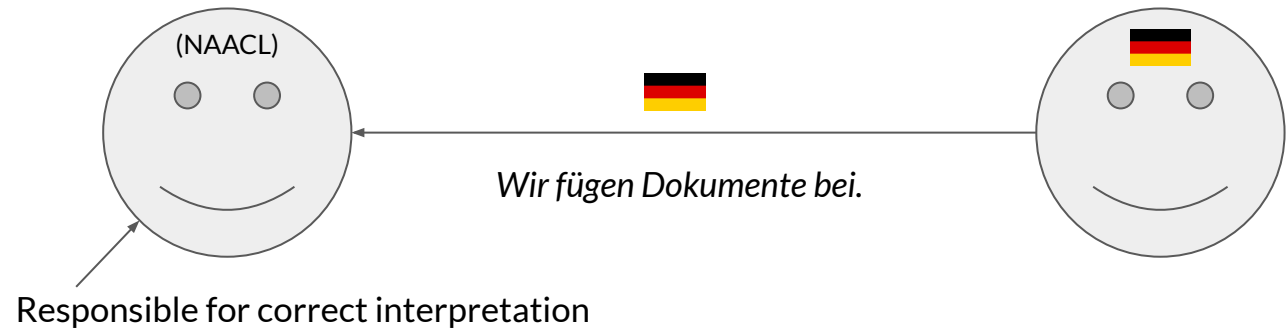 (NAACL)
Wir fügen Dokumente bei.
Responsible for correct interpretation